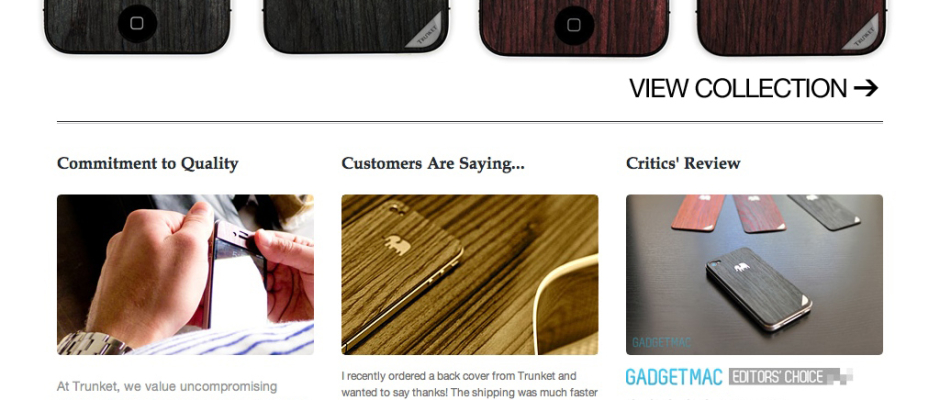 TRUNKET
TRUNKET
VIEW COLLECTION ➔
Commitment to Quality
Customers Are Saying...
Critics' Review
GADGETMAC
GADGETMAC EDITORS' CHOICE
At Trunket, we value uncompromising
I recently ordered a back cover from Trunket and
wanted to say thanks! The shipping was much faster